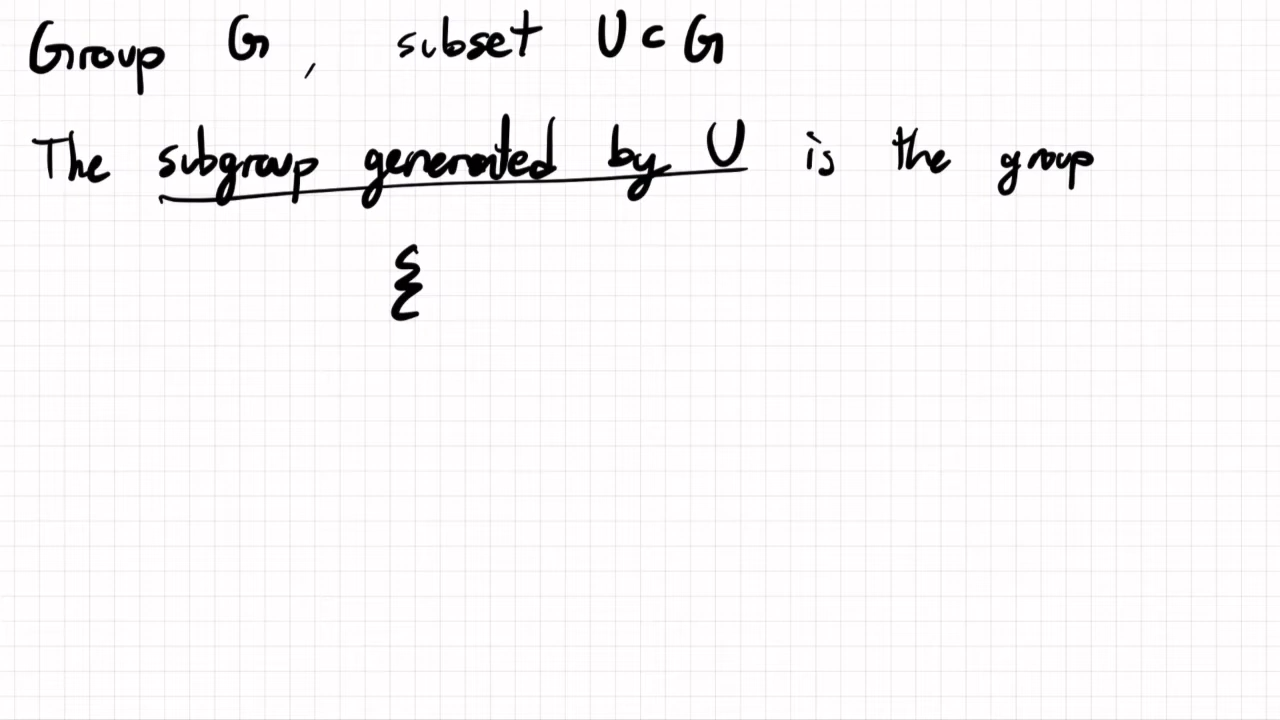 Group G, subset U ⊂ G
The subgroup generated by U is the group
{